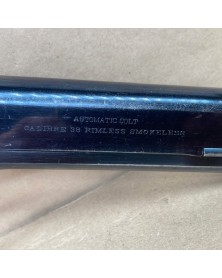 AUTOMATIC COLT
CALIBRE 38 RIMLESS SMOKELESS